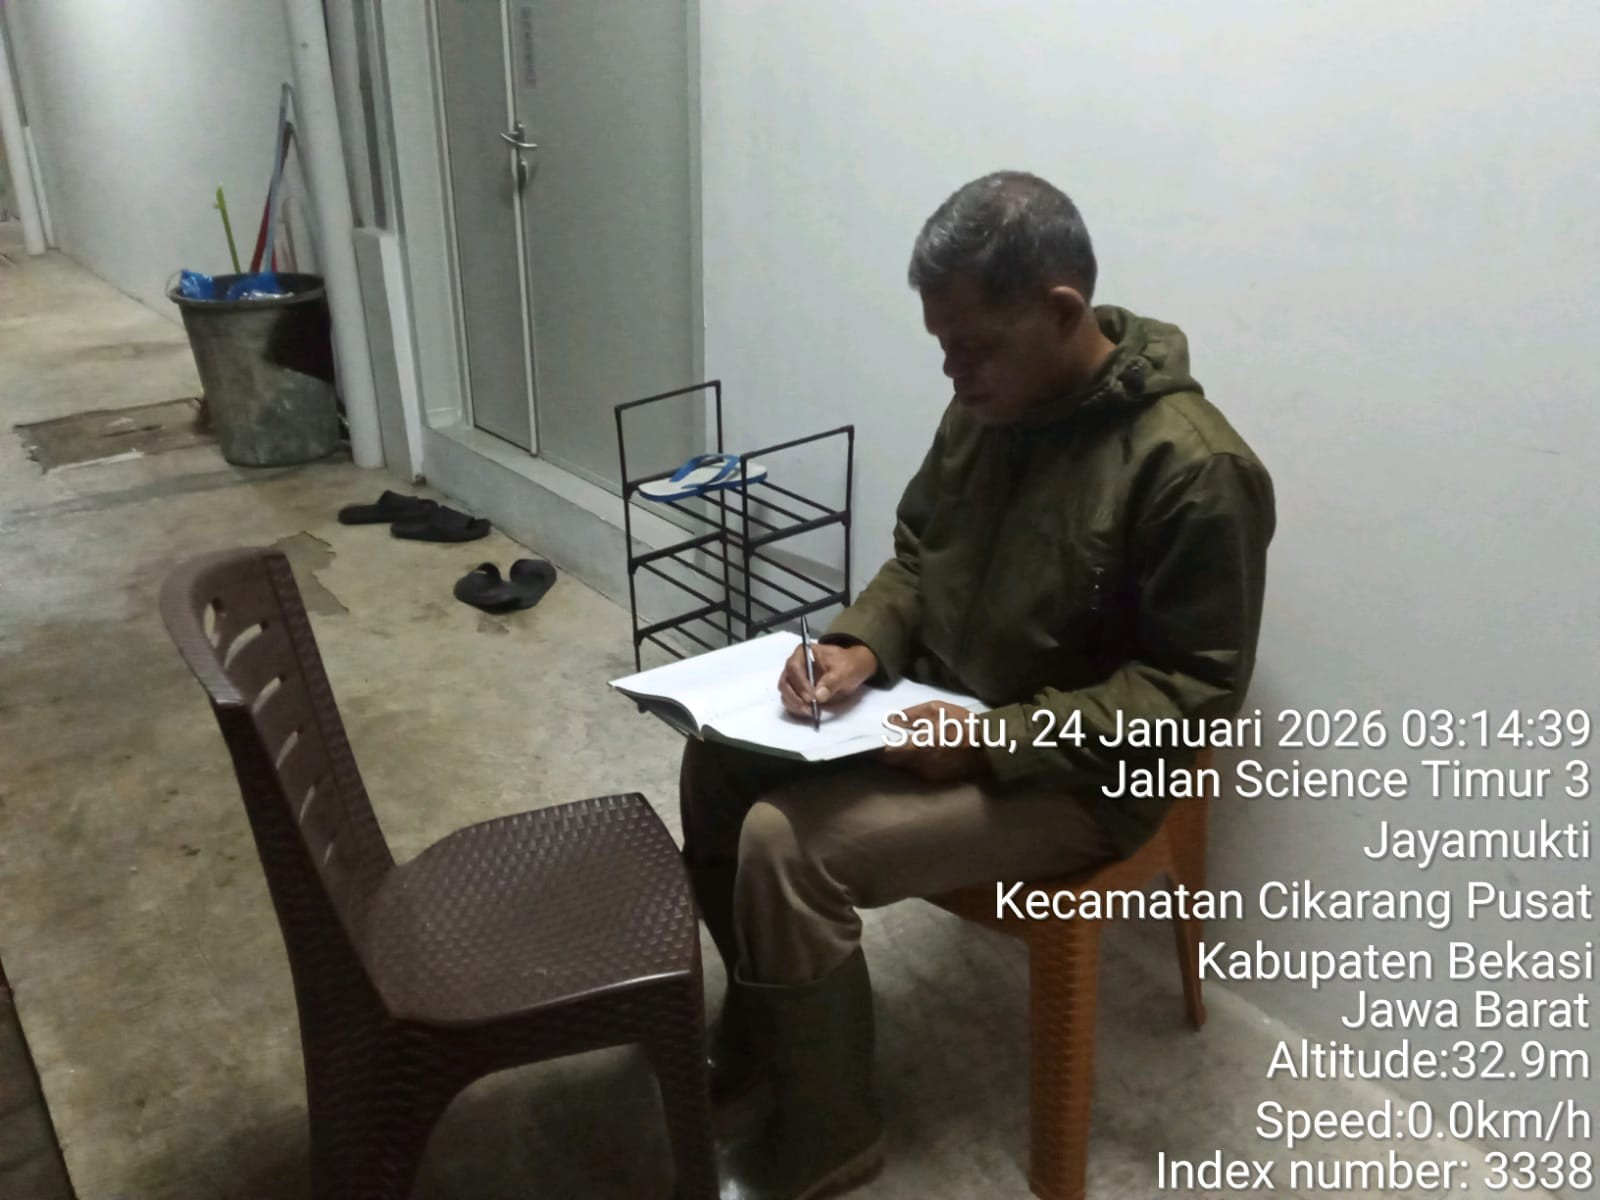 Sabtu, 24 Januari 2026 03:14:39
Jalan Science Timur 3
Jayamukti
Kecamatan Cikarang Pusat
Kabupaten Bekasi
Jawa Barat
Altitude:32.9m
Speed:0.0km/h
Index number: 3338